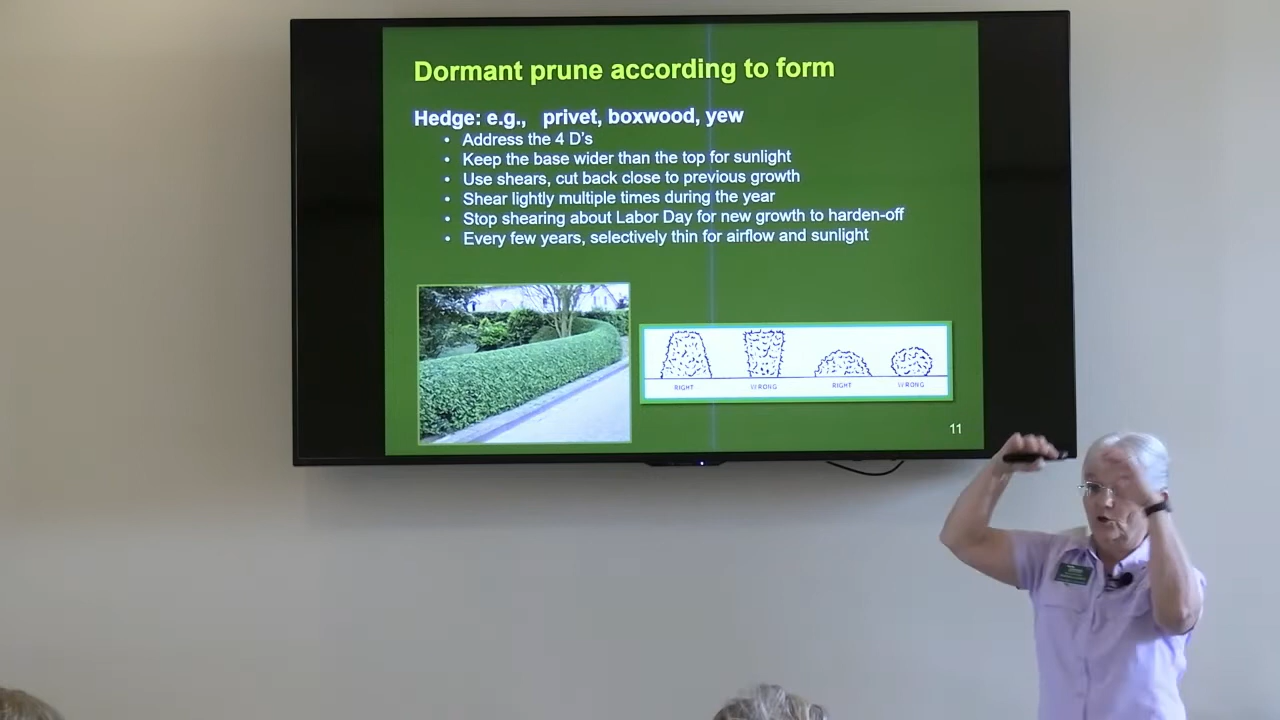 Dormant prune according to form
Hedge: e.g., privet, boxwood, yew
• Address the 4 D's
• Keep the base wider than the top for sunlight
• Use shears, cut back close to previous growth
• Shear lightly multiple times during the year
• Stop shearing about Labor Day for new growth to harden-off
• Every few years, selectively thin for airflow and sunlight
RIGHT WRONG RIGHT WRONG
11